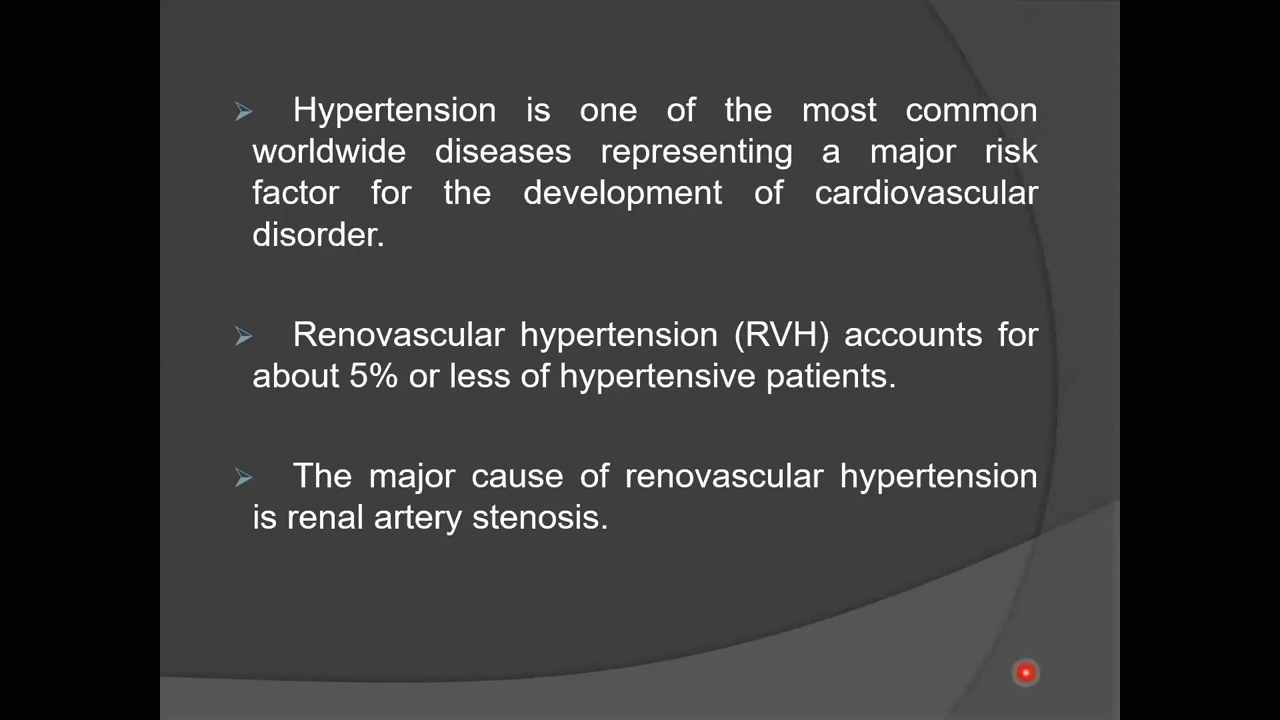 Hypertension is one of the most common
worldwide diseases representing a major risk
factor for the development of cardiovascular
disorder.
Renovascular hypertension (RVH) accounts for
about 5% or less of hypertensive patients.
The major cause of renovascular hypertension
is renal artery stenosis.